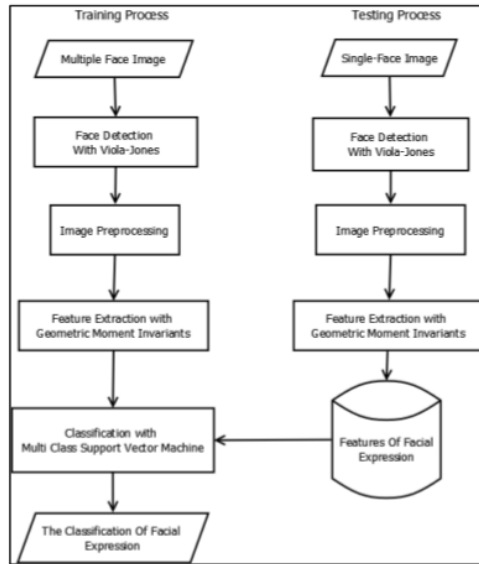 Training Process
Multiple Face Image
Face Detection
With Viola-Jones
Image Preprocessing
Feature Extraction with
Geometric Moment Invariants
Classification with
Multi Class Support Vector Machine
The Classification Of Facial
Expression
Testing Process
Single-Face Image
Face Detection
With Viola-Jones
Image Preprocessing
Feature Extraction with
Geometric Moment Invariants
Features Of Facial
Expression